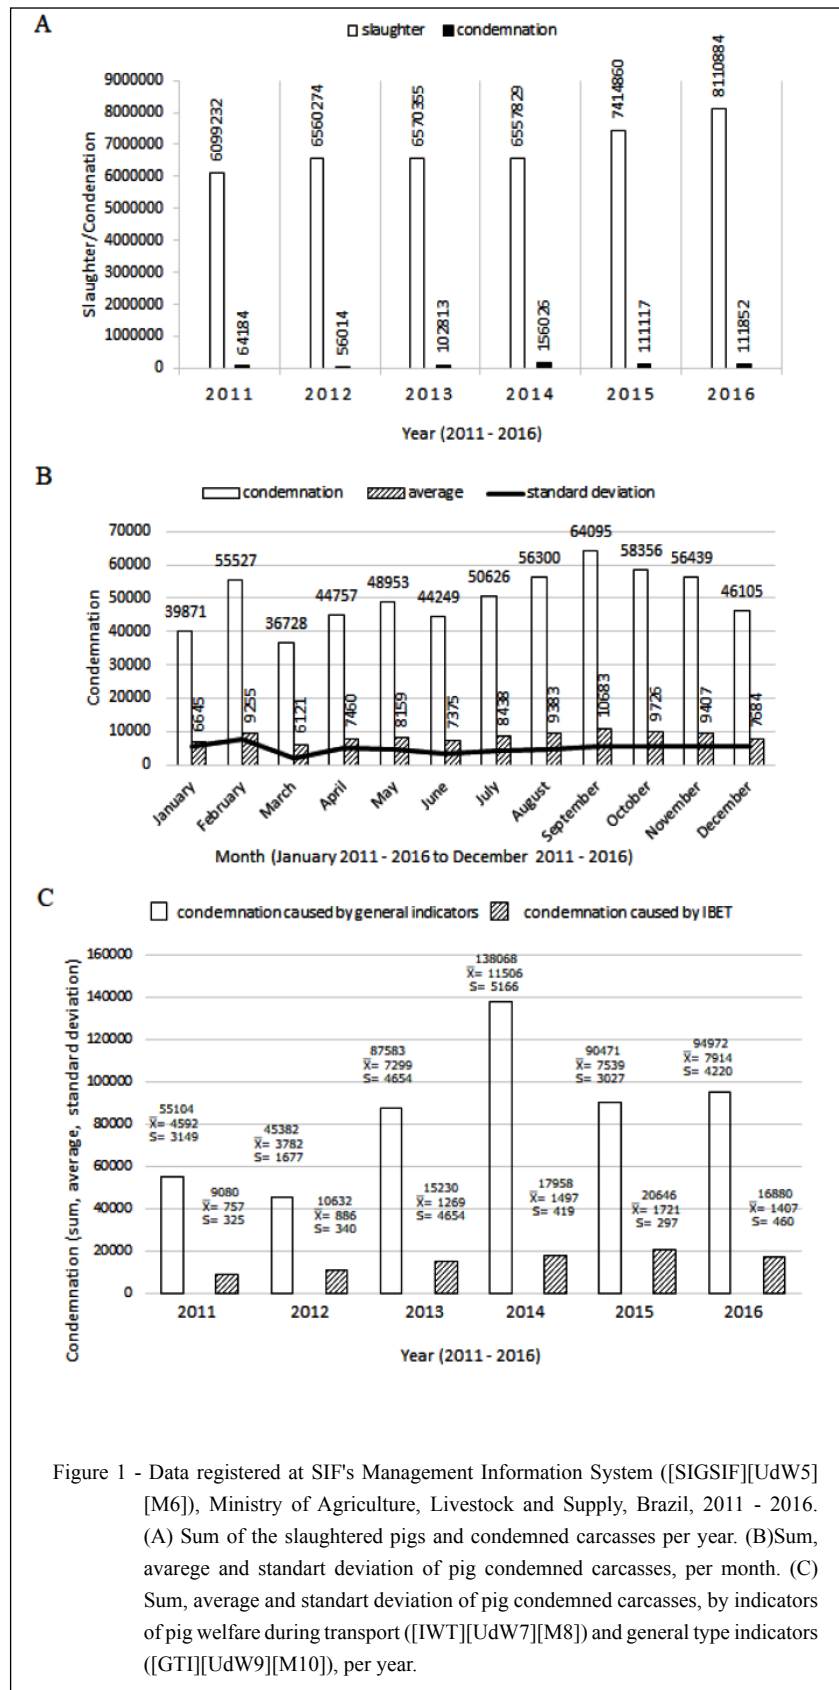 A
slaughter condemnation
9000000
8000000
7000000
6000000
5000000
4000000
3000000
2000000
1000000
0
Slaughter/Condenation
6099232
64184
6560274
56014
6570355
102813
6557829
156026
7414860
111117
8110884
111852
2011 2012 2013 2014 2015 2016
Year (2011 - 2016)
B
condemnation average standard deviation
70000
60000
50000
40000
30000
20000
10000
0
Condemnation
39871
6645
55527
9255
36728
6121
44757
7460
48953
8159
44249
7375
50626
8438
56300
9383
64095
10683
58356
9726
56439
9407
46105
7684
January February March April May June July August September October November December
Month (January 2011 - 2016 to December 2011 - 2016)
C
condemnation caused by general indicators condemnation caused by IBET
160000
140000
120000
100000
80000
60000
40000
20000
0
Condemnation (sum, average, standard deviation)
55104
X̅= 4592
S= 3149
9080
X̅= 757
S= 325
45382
X̅= 3782
S= 1677
10632
X̅= 886
S= 340
87583
X̅= 7299
S= 4654
15230
X̅= 1269
S= 4654
138068
X̅= 11506
S= 5166
17958
X̅= 1497
S= 419
90471
X̅= 7539
S= 3027
20646
X̅= 1721
S= 297
94972
X̅= 7914
S= 4220
16880
X̅= 1407
S= 460
2011 2012 2013 2014 2015 2016
Year (2011 - 2016)
Figure 1 - Data registered at SIF's Management Information System ([SIGSIF][UdW5]
[M6]), Ministry of Agriculture, Livestock and Supply, Brazil, 2011 - 2016.
(A) Sum of the slaughtered pigs and condemned carcasses per year. (B)Sum,
avarege and standart deviation of pig condemned carcasses, per month. (C)
Sum, average and standart deviation of pig condemned carcasses, by indicators
of pig welfare during transport ([IWT][UdW7][M8]) and general type indicators
([GTI][UdW9][M10]), per year.